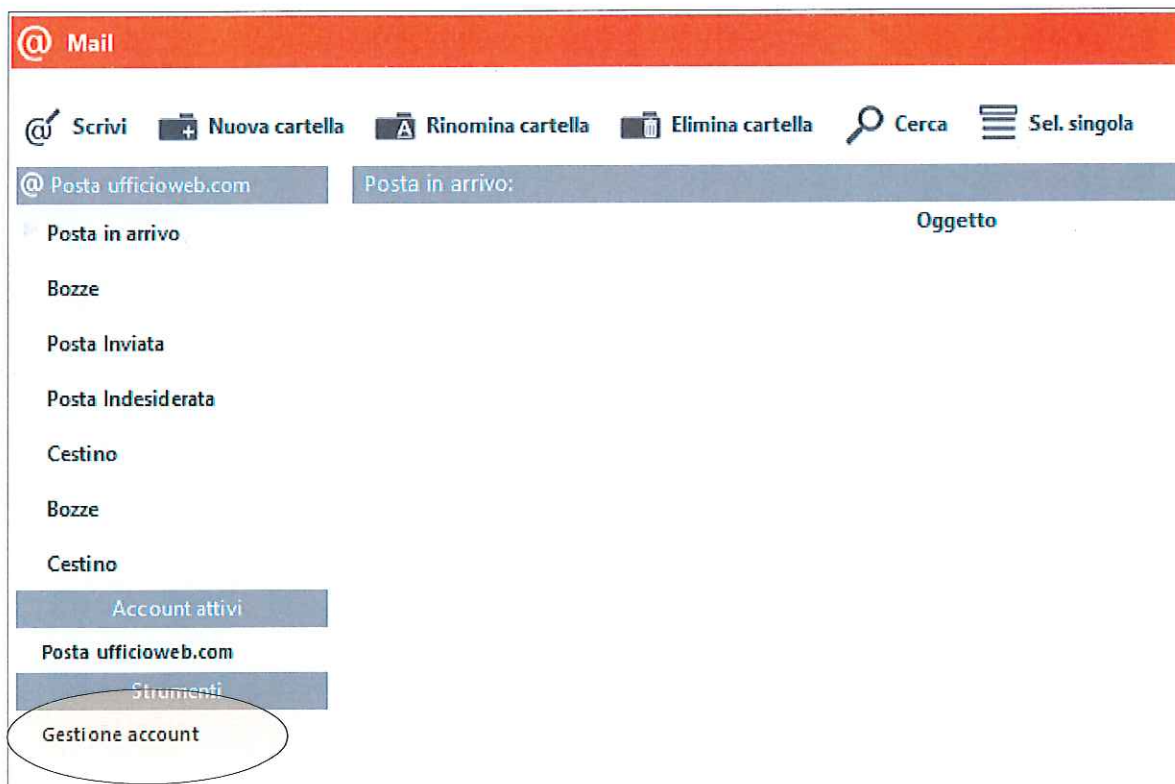 @ Mail
Scrivi Nuova cartella Rinomina cartella Elimina cartella Cerca Sel. singola
@ Posta ufficioweb.com Posta in arrivo:
Oggetto
Posta in arrivo
Bozze
Posta Inviata
Posta Indesiderata
Cestino
Bozze
Cestino
Account attivi
Posta ufficioweb.com
Strumenti
Gestione account